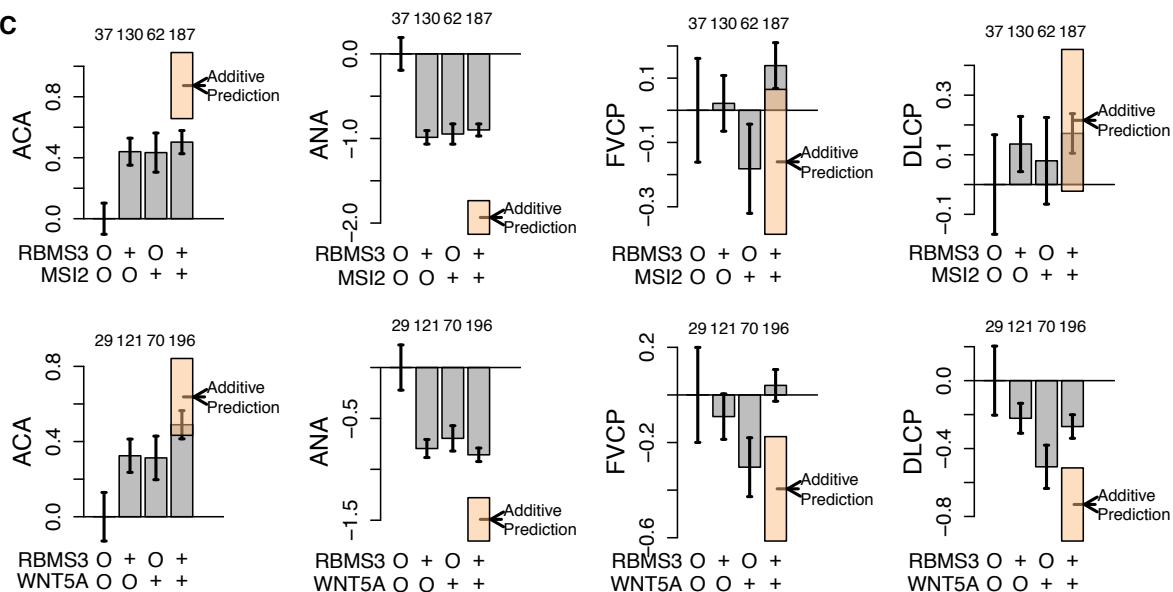 C
37 130 62 187
ACA
0.0 0.4 0.8
Additive
Prediction
RBMS3 O + O +
MSI2 O O + +
37 130 62 187
ANA
−2.0 −1.0 0.0
Additive
Prediction
RBMS3 O + O +
MSI2 O O + +
37 130 62 187
FVCP
−0.3 −0.1 0.1
Additive
Prediction
RBMS3 O + O +
MSI2 O O + +
37 130 62 187
DLCP
−0.1 0.1 0.3
Additive
Prediction
RBMS3 O + O +
MSI2 O O + +
29 121 70 196
ACA
0.0 0.4 0.8
Additive
Prediction
RBMS3 O + O +
WNT5A O O + +
29 121 70 196
ANA
−1.5 −0.5
Additive
Prediction
RBMS3 O + O +
WNT5A O O + +
29 121 70 196
FVCP
−0.6 −0.2 0.2
Additive
Prediction
RBMS3 O + O +
WNT5A O O + +
29 121 70 196
DLCP
−0.8 −0.4 0.0
Additive
Prediction
RBMS3 O + O +
WNT5A O O + +